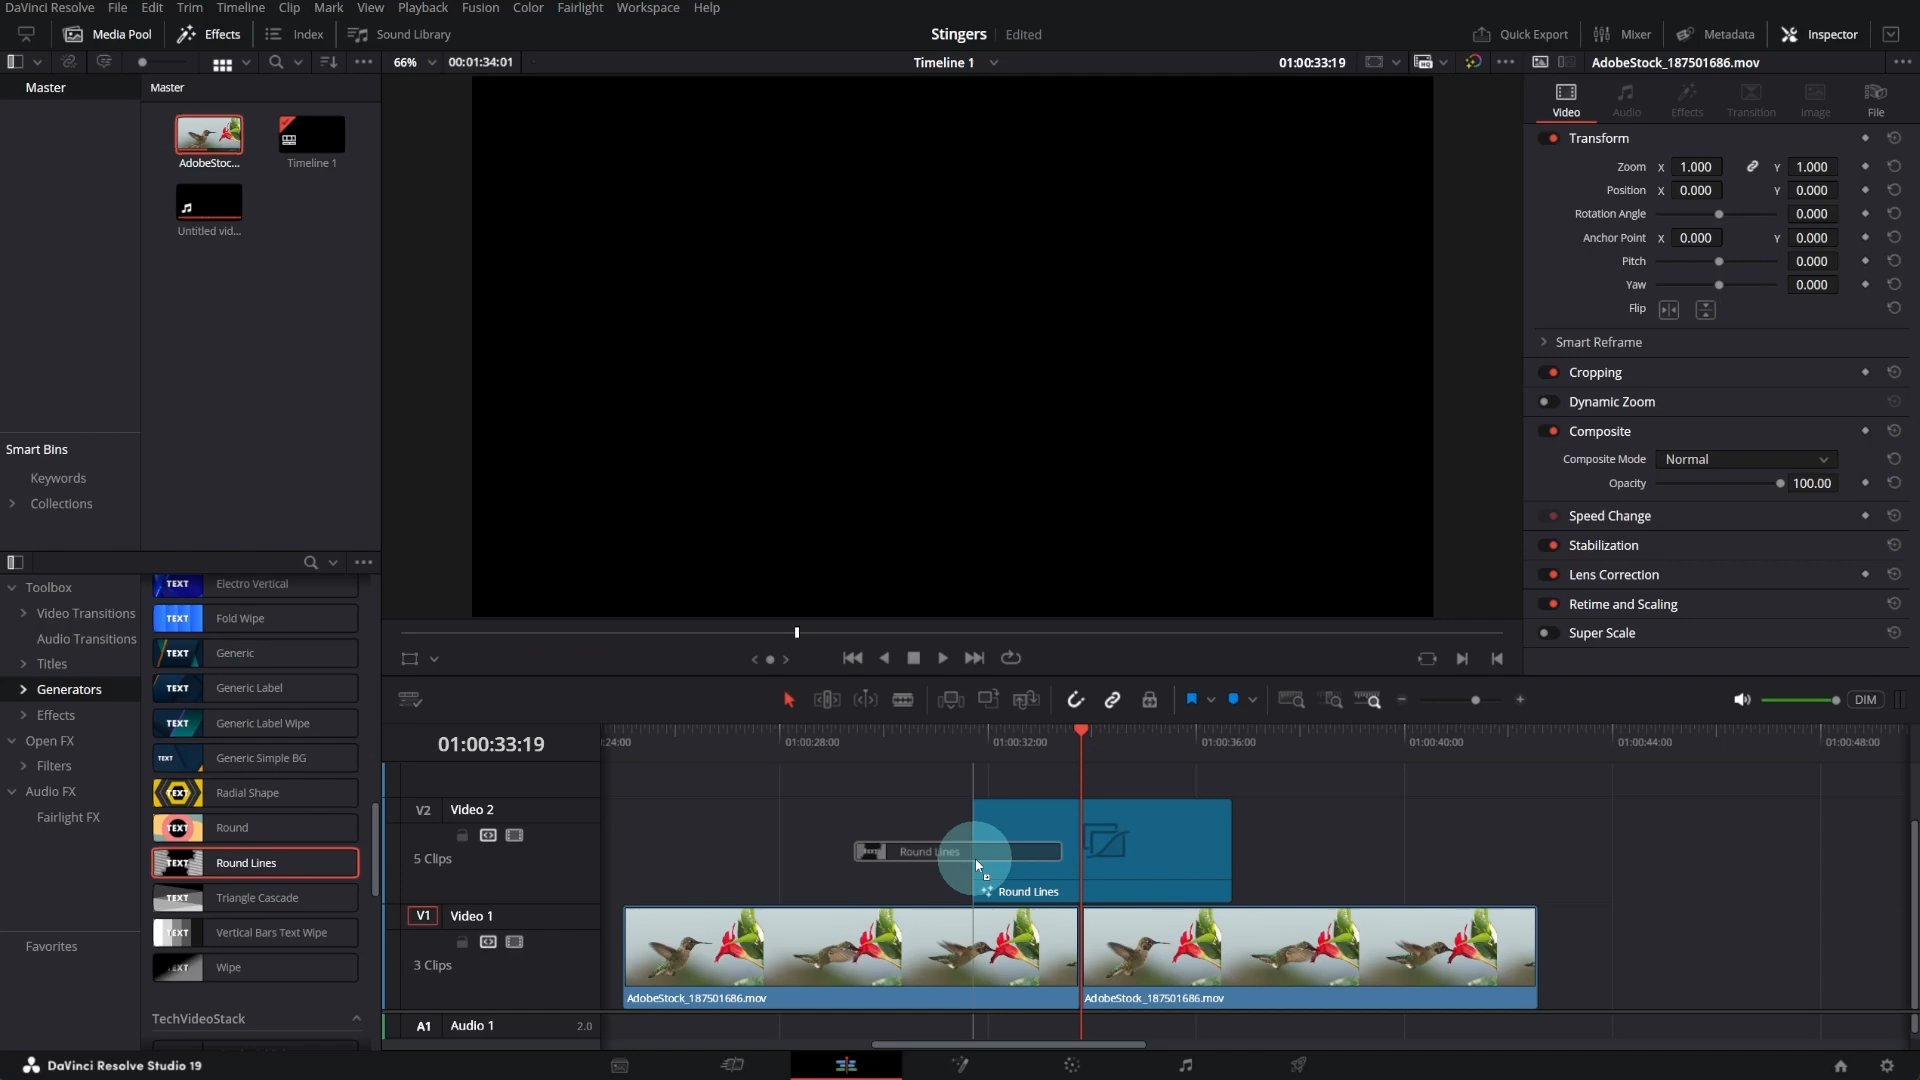 DaVinci Resolve File Edit Trim Timeline Clip Mark View Playback Fusion Color Fairlight Workspace Help
Media Pool Effects Index Sound Library Stingers Edited Quick Export Mixer Metadata Inspector
66% 00:01:34:01 Timeline 1 01:00:33:19 AdobeStock_187501686.mov
Master Master
Video Audio Effects Transition Image File
AdobeStoc... Timeline 1
Untitled vid...
Transform
Zoom X 1.000 Y 1.000
Position X 0.000 Y 0.000
Rotation Angle 0.000
Anchor Point X 0.000 Y 0.000
Pitch 0.000
Yaw 0.000
Flip
Smart Reframe
Cropping
Dynamic Zoom
Composite
Composite Mode Normal
Opacity 100.00
Speed Change
Stabilization
Lens Correction
Retime and Scaling
Super Scale
Smart Bins
Keywords
Collections
Toolbox
Video Transitions
Audio Transitions
Titles
Generators
Effects
Open FX
Filters
Audio FX
Fairlight FX
Favorites
TEXT Electro Vertical
TEXT Fold Wipe
TEXT Generic
TEXT Generic Label
TEXT Generic Label Wipe
TEXT Generic Simple BG
TEXT Radial Shape
TEXT Round
TEXT Round Lines
TEXT Triangle Cascade
TEXT Vertical Bars Text Wipe
TEXT Wipe
TechVideoStack
DIM
01:00:33:19
:24:00 01:00:28:00 01:00:32:00 01:00:36:00 01:00:40:00 01:00:44:00 01:00:48:00
V2 Video 2
5 Clips
Round Lines
Round Lines
V1 Video 1
3 Clips
AdobeStock_187501686.mov AdobeStock_187501686.mov
A1 Audio 1 2.0
DaVinci Resolve Studio 19